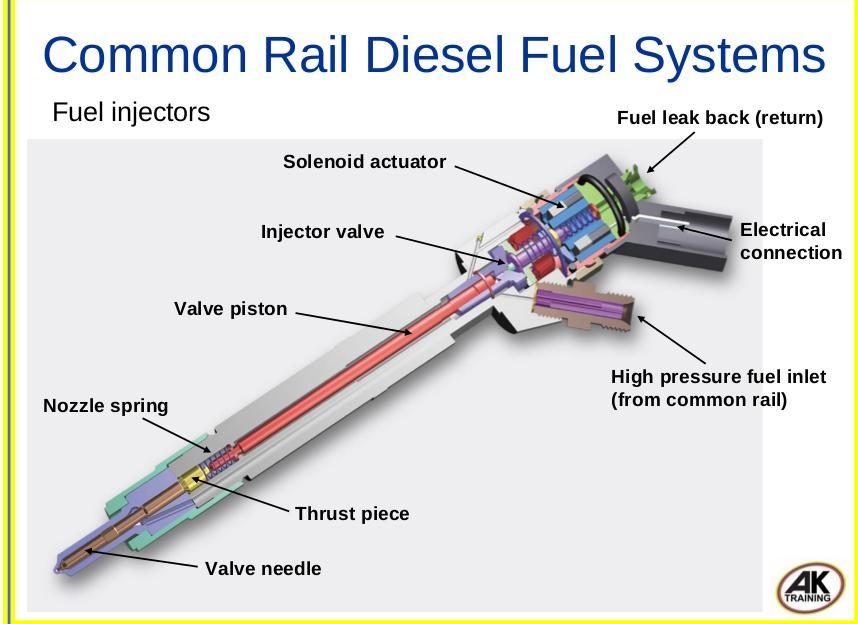 Common Rail Diesel Fuel Systems
Fuel injectors
Fuel leak back (return)
Solenoid actuator
Injector valve
Electrical
connection
Valve piston
High pressure fuel inlet
(from common rail)
Nozzle spring
Thrust piece
Valve needle
AK
TRAINING